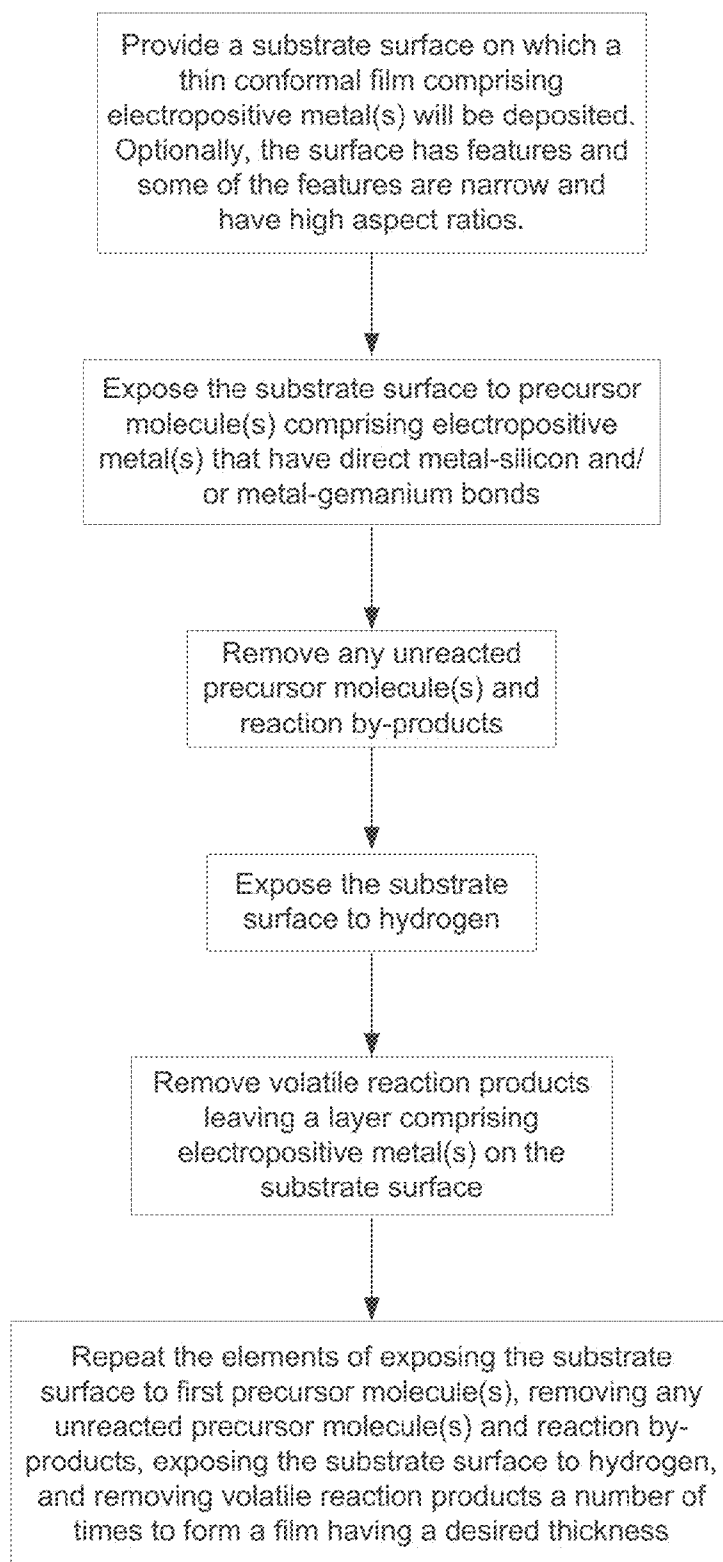 Provide a substrate surface on which a
thin conformal film comprising
electropositive metal(s) will be deposited.
Optionally, the surface has features and
some of the features are narrow and
have high aspect ratios.
Expose the substrate surface to precursor
molecule(s) comprising electropositive
metal(s) that have direct metal-silicon and/
or metal-gemanium bonds
Remove any unreacted
precursor molecule(s) and
reaction by-products
Expose the substrate
surface to hydrogen
Remove volatile reaction products
leaving a layer comprising
electropositive metal(s) on the
substrate surface
Repeat the elements of exposing the substrate
surface to first precursor molecule(s), removing any
unreacted precursor molecule(s) and reaction by-
products, exposing the substrate surface to hydrogen,
and removing volatile reaction products a number of
times to form a film having a desired thickness